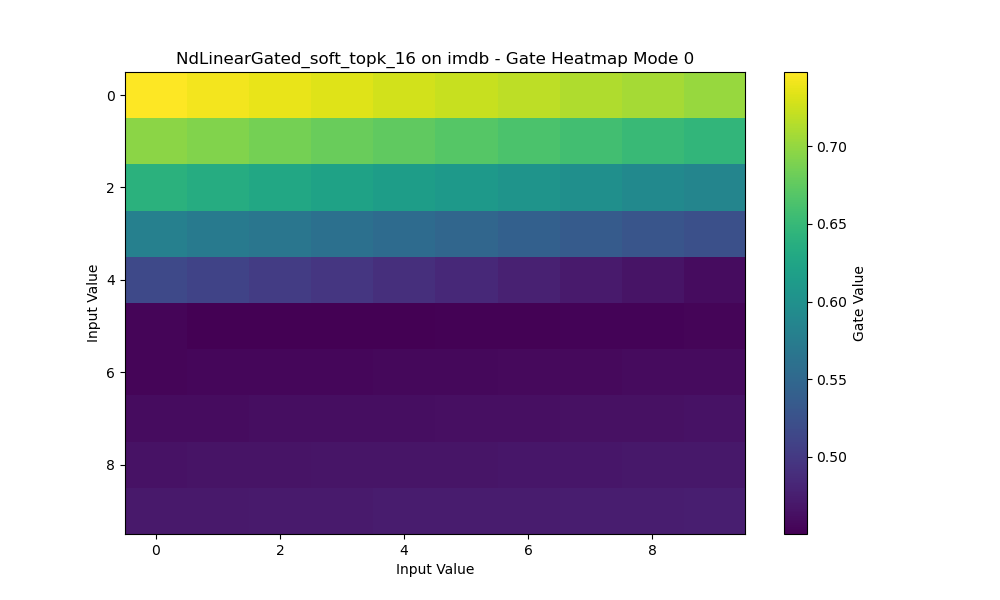 NdLinearGated_soft_topk_16 on imdb - Gate Heatmap Mode 0
0
2
4
6
8
Input Value
0 2 4 6 8
Input Value
0.70
0.65
0.60
0.55
0.50
Gate Value